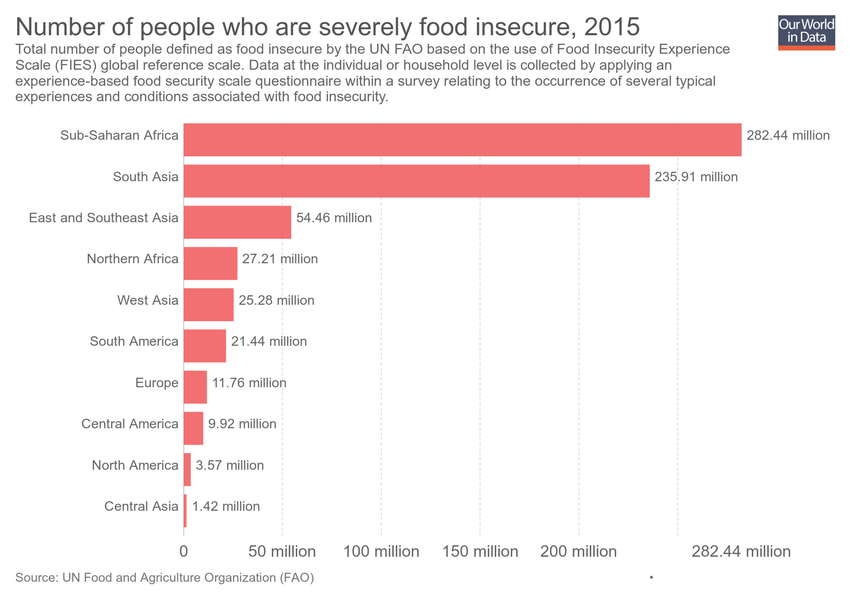 Number of people who are severely food insecure, 2015
Our World
in Data
Total number of people defined as food insecure by the UN FAO based on the use of Food Insecurity Experience
Scale (FIES) global reference scale. Data at the individual or household level is collected by applying an
experience-based food security scale questionnaire within a survey relating to the occurrence of several typical
experiences and conditions associated with food insecurity.
Sub-Saharan Africa 282.44 million
South Asia 235.91 million
East and Southeast Asia 54.46 million
Northern Africa 27.21 million
West Asia 25.28 million
South America 21.44 million
Europe 11.76 million
Central America 9.92 million
North America 3.57 million
Central Asia 1.42 million
0 50 million 100 million 150 million 200 million 282.44 million
Source: UN Food and Agriculture Organization (FAO) •